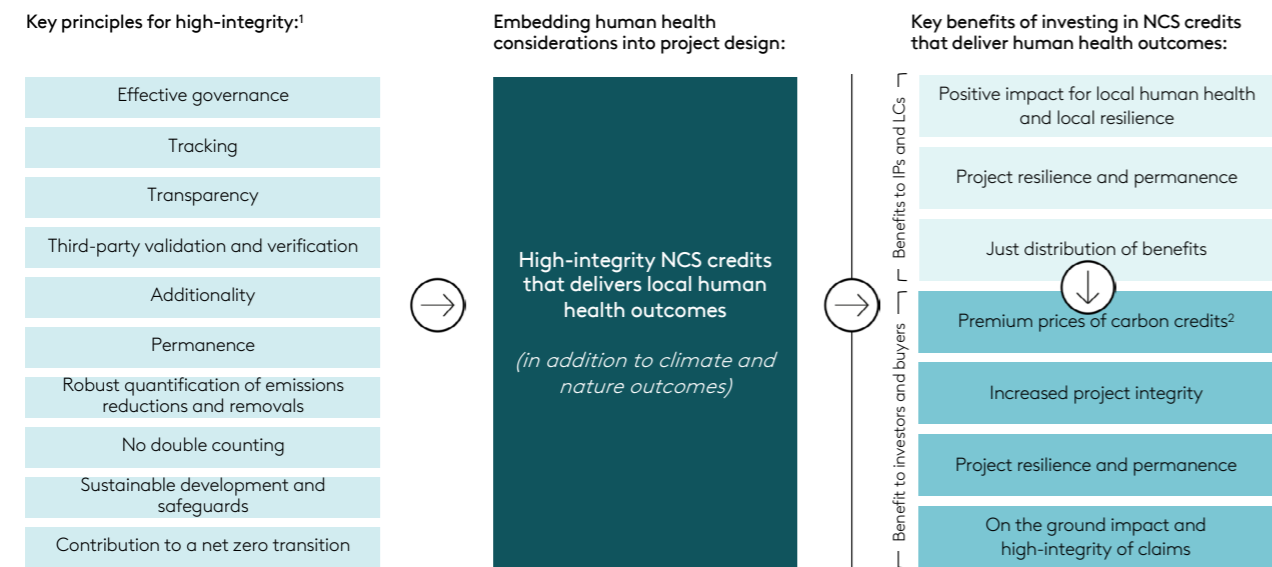 Key principles for high-integrity:¹
Effective governance
Tracking
Transparency
Third-party validation and verification
Additionality
Permanence
Robust quantification of emissions
reductions and removals
No double counting
Sustainable development and
safeguards
Contribution to a net zero transition
Embedding human health
considerations into project design:
High-integrity NCS credits
that delivers local human
health outcomes
(in addition to climate and
nature outcomes)
Key benefits of investing in NCS credits
that deliver human health outcomes:
Benefits to IPs and LCs
Positive impact for local human health
and local resilience
Project resilience and permanence
Just distribution of benefits
Benefit to investors and buyers
Premium prices of carbon credits²
Increased project integrity
Project resilience and permanence
On the ground impact and
high-integrity of claims